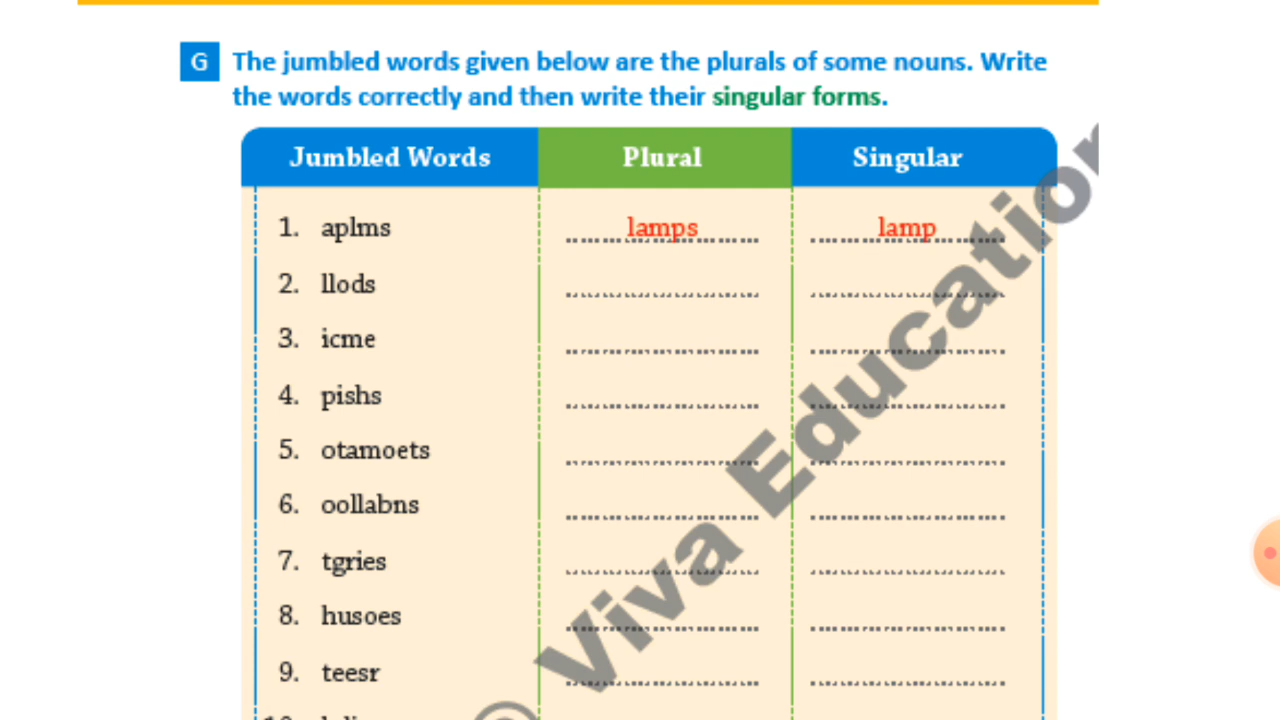 G The jumbled words given below are the plurals of some nouns. Write
the words correctly and then write their singular forms.
Jumbled Words Plural Singular
1. aplms lamps lamp
2. llods
3. icme
4. pishs
5. otamoets
6. oollabns
7. tgries
8. husoes
9. teesr
© Viva Education